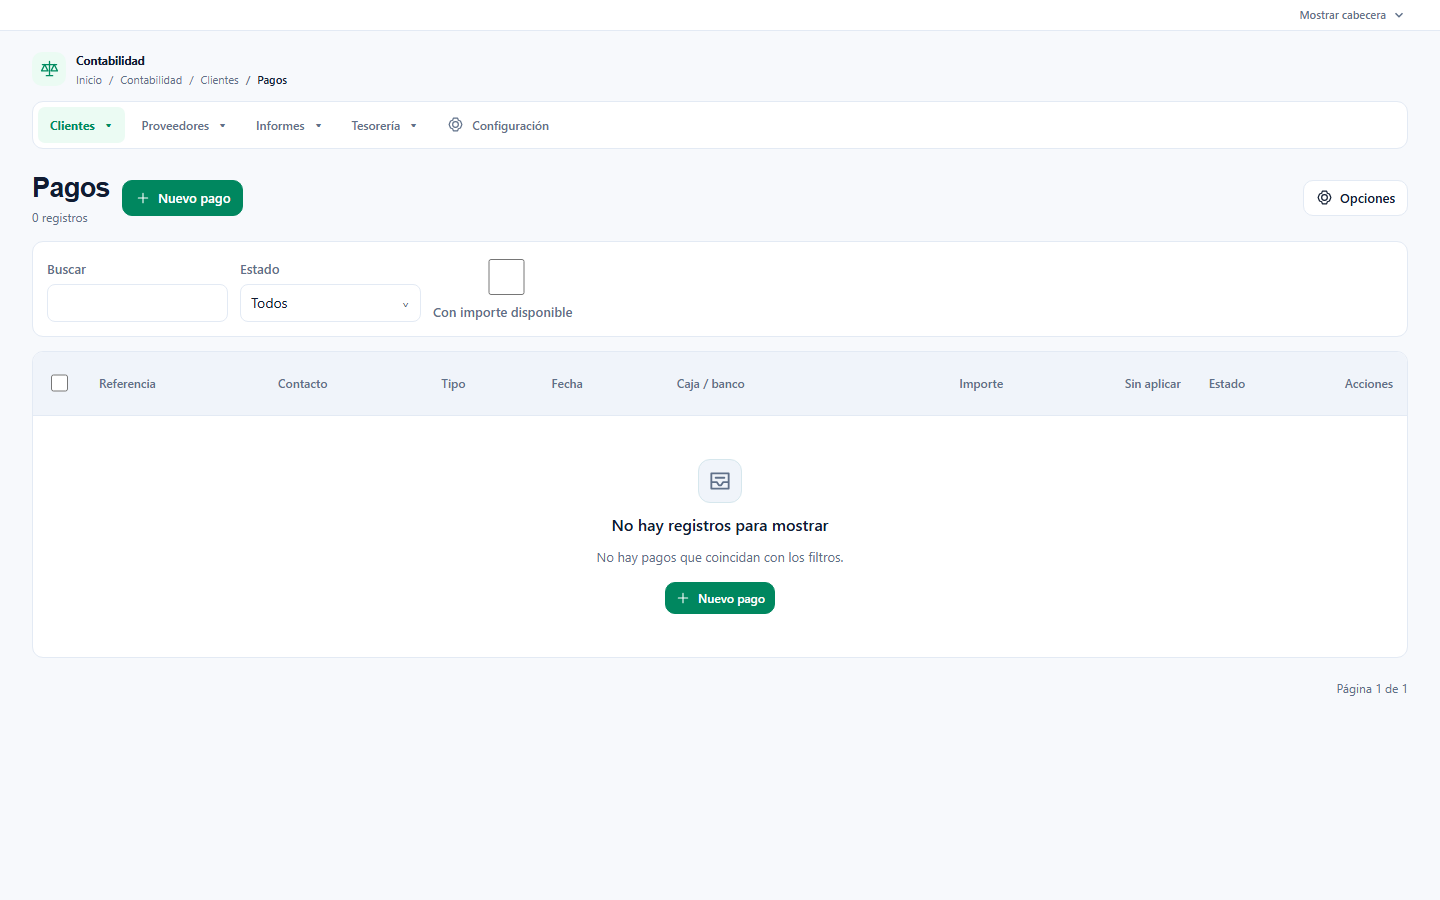 Mostrar cabecera
Contabilidad
Inicio / Contabilidad / Clientes / Pagos
Clientes Proveedores Informes Tesorería Configuración
Pagos
0 registros
Nuevo pago
Opciones
Buscar
Estado
Todos
Con importe disponible
Referencia Contacto Tipo Fecha Caja / banco Importe Sin aplicar Estado Acciones
No hay registros para mostrar
No hay pagos que coincidan con los filtros.
Nuevo pago
Página 1 de 1